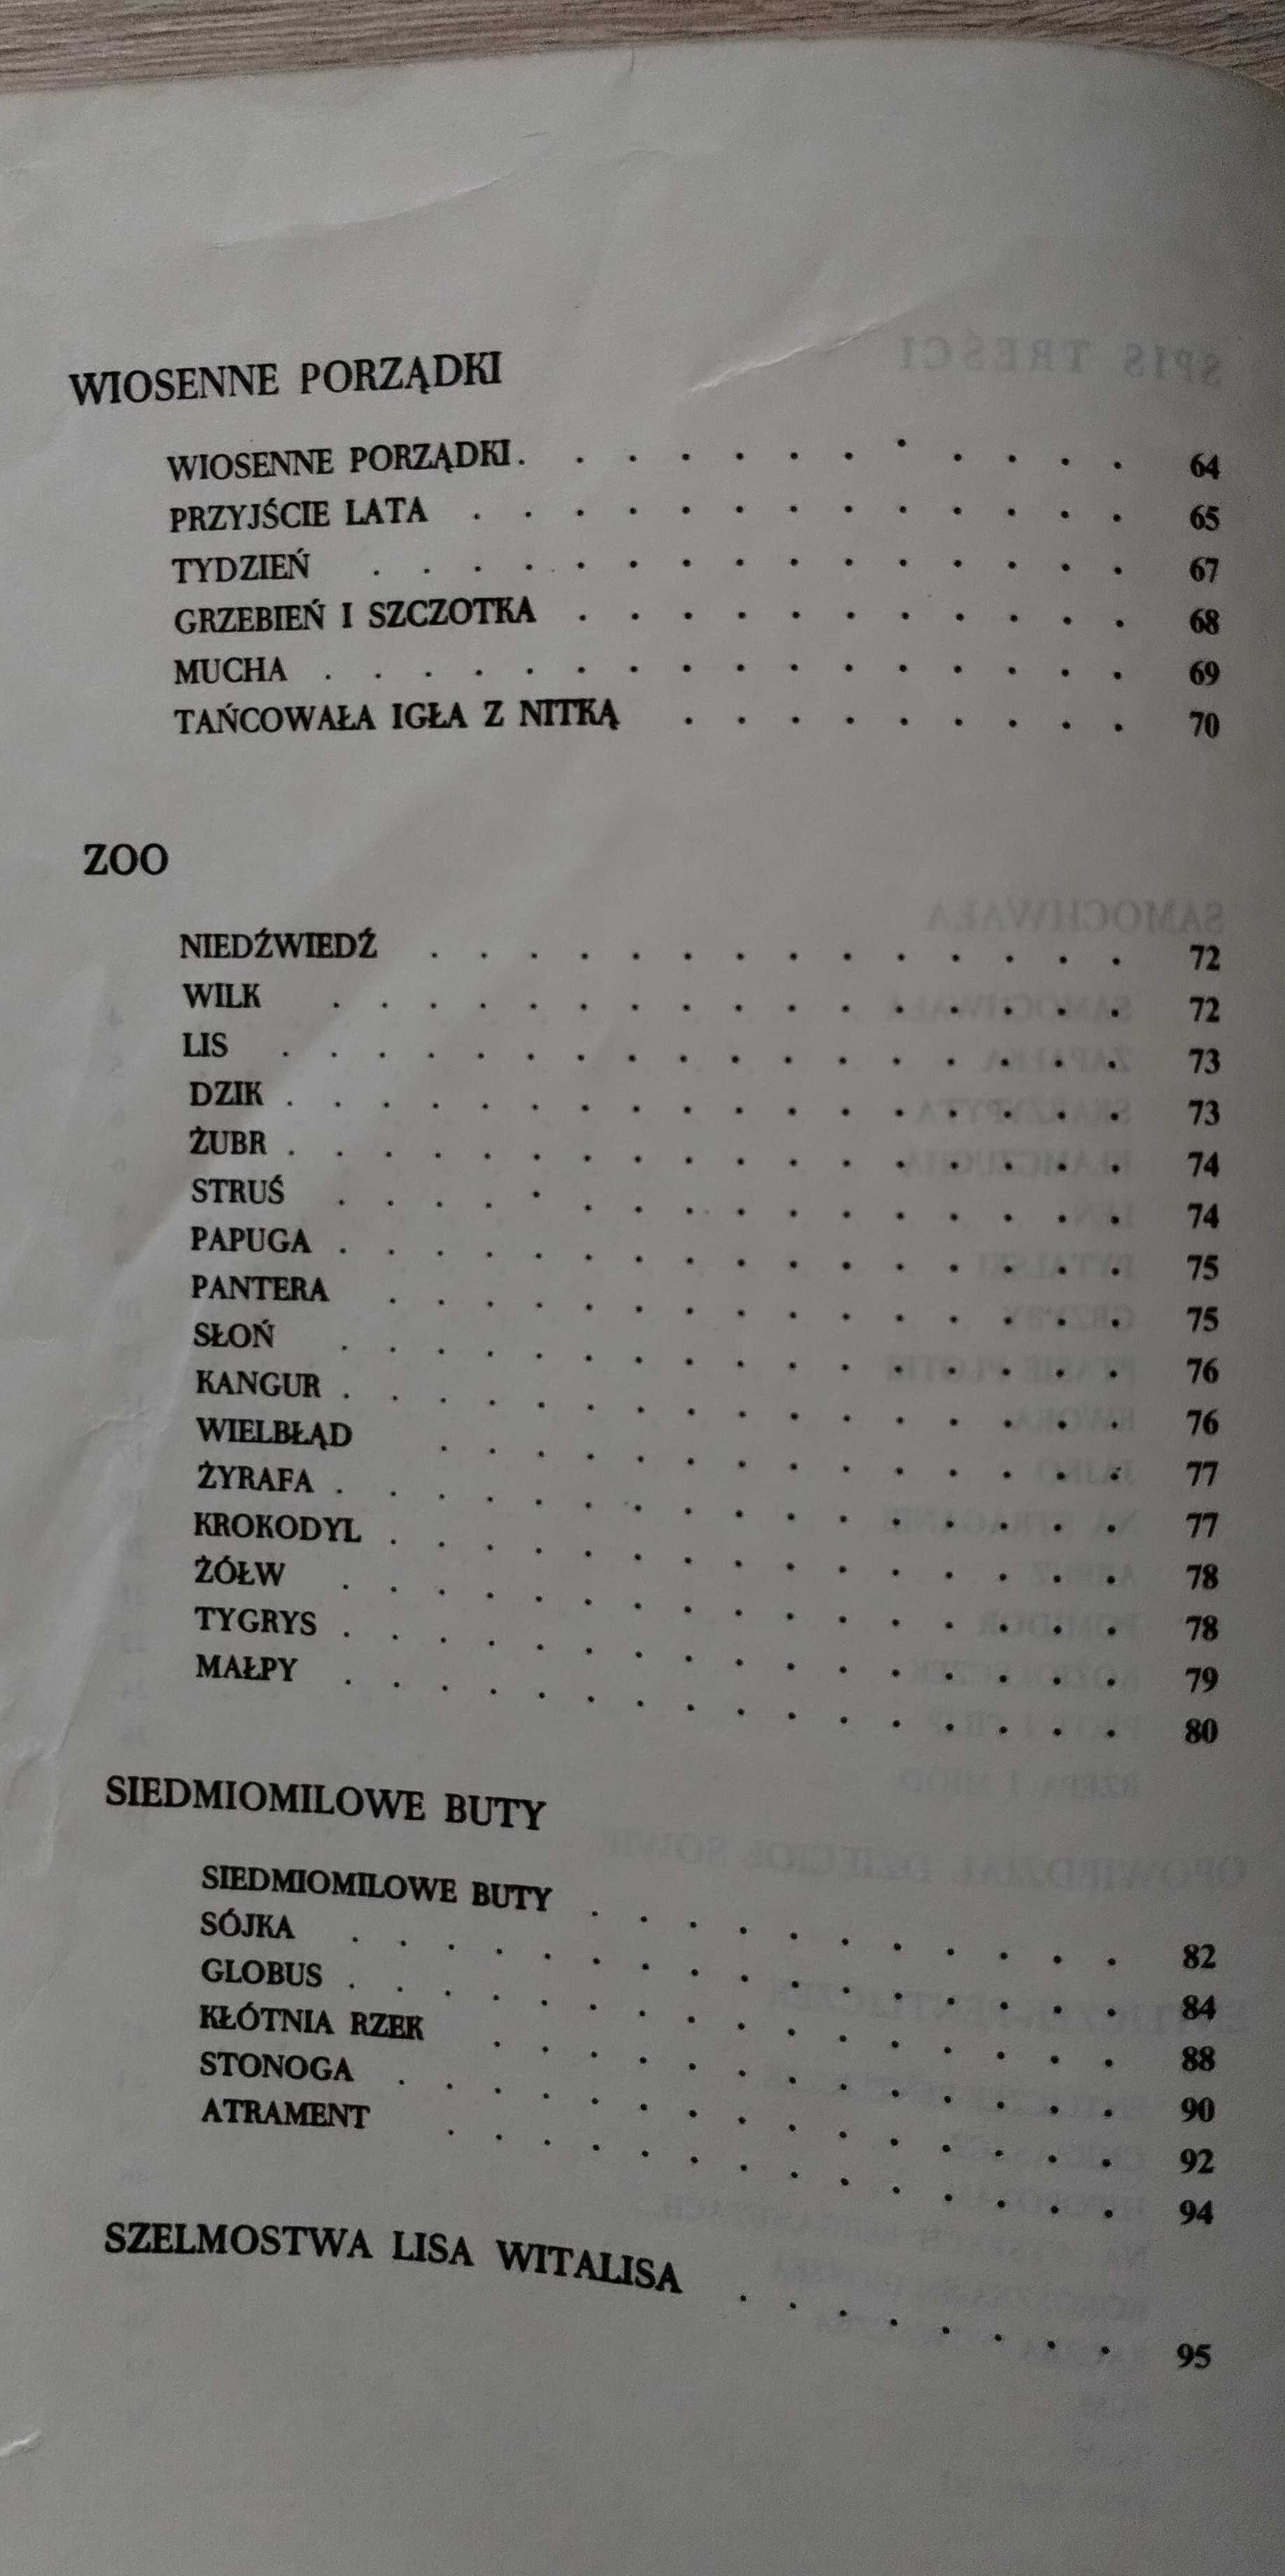 WIOSENNE PORZĄDKI
WIOSENNE PORZĄDKI . . . . . . . . . . . . 64
PRZYJŚCIE LATA . . . . . . . . . . . . . 65
TYDZIEŃ . . . . . . . . . . . . . . . 67
GRZEBIEŃ I SZCZOTKA . . . . . . . . . . . 68
MUCHA . . . . . . . . . . . . . . . . 69
TAŃCOWAŁA IGŁA Z NITKĄ . . . . . . . . . 70
ZOO
NIEDŹWIEDŹ . . . . . . . . . . . . . . 72
WILK . . . . . . . . . . . . . . . . 72
LIS . . . . . . . . . . . . . . . . . 73
DZIK . . . . . . . . . . . . . . . . . 73
ŻUBR . . . . . . . . . . . . . . . . . 74
STRUŚ . . . . . . . . . . . . . . . . 74
PAPUGA . . . . . . . . . . . . . . . . 75
PANTERA . . . . . . . . . . . . . . . 75
SŁOŃ . . . . . . . . . . . . . . . . 76
KANGUR . . . . . . . . . . . . . . . . 76
WIELBŁĄD . . . . . . . . . . . . . . 77
ŻYRAFA . . . . . . . . . . . . . . . . 77
KROKODYL . . . . . . . . . . . . . . . 78
ŻÓŁW . . . . . . . . . . . . . . . . 78
TYGRYS . . . . . . . . . . . . . . . . 79
MAŁPY . . . . . . . . . . . . . . . . 80
SIEDMIOMILOWE BUTY
SIEDMIOMILOWE BUTY . . . . . . . . . . . 82
SÓJKA . . . . . . . . . . . . . . . . 84
GLOBUS . . . . . . . . . . . . . . . . 88
KŁÓTNIA RZEK . . . . . . . . . . . . . 90
STONOGA . . . . . . . . . . . . . . . 92
ATRAMENT . . . . . . . . . . . . . . 94
SZELMOSTWA LISA WITALISA . . . . . . . . 95